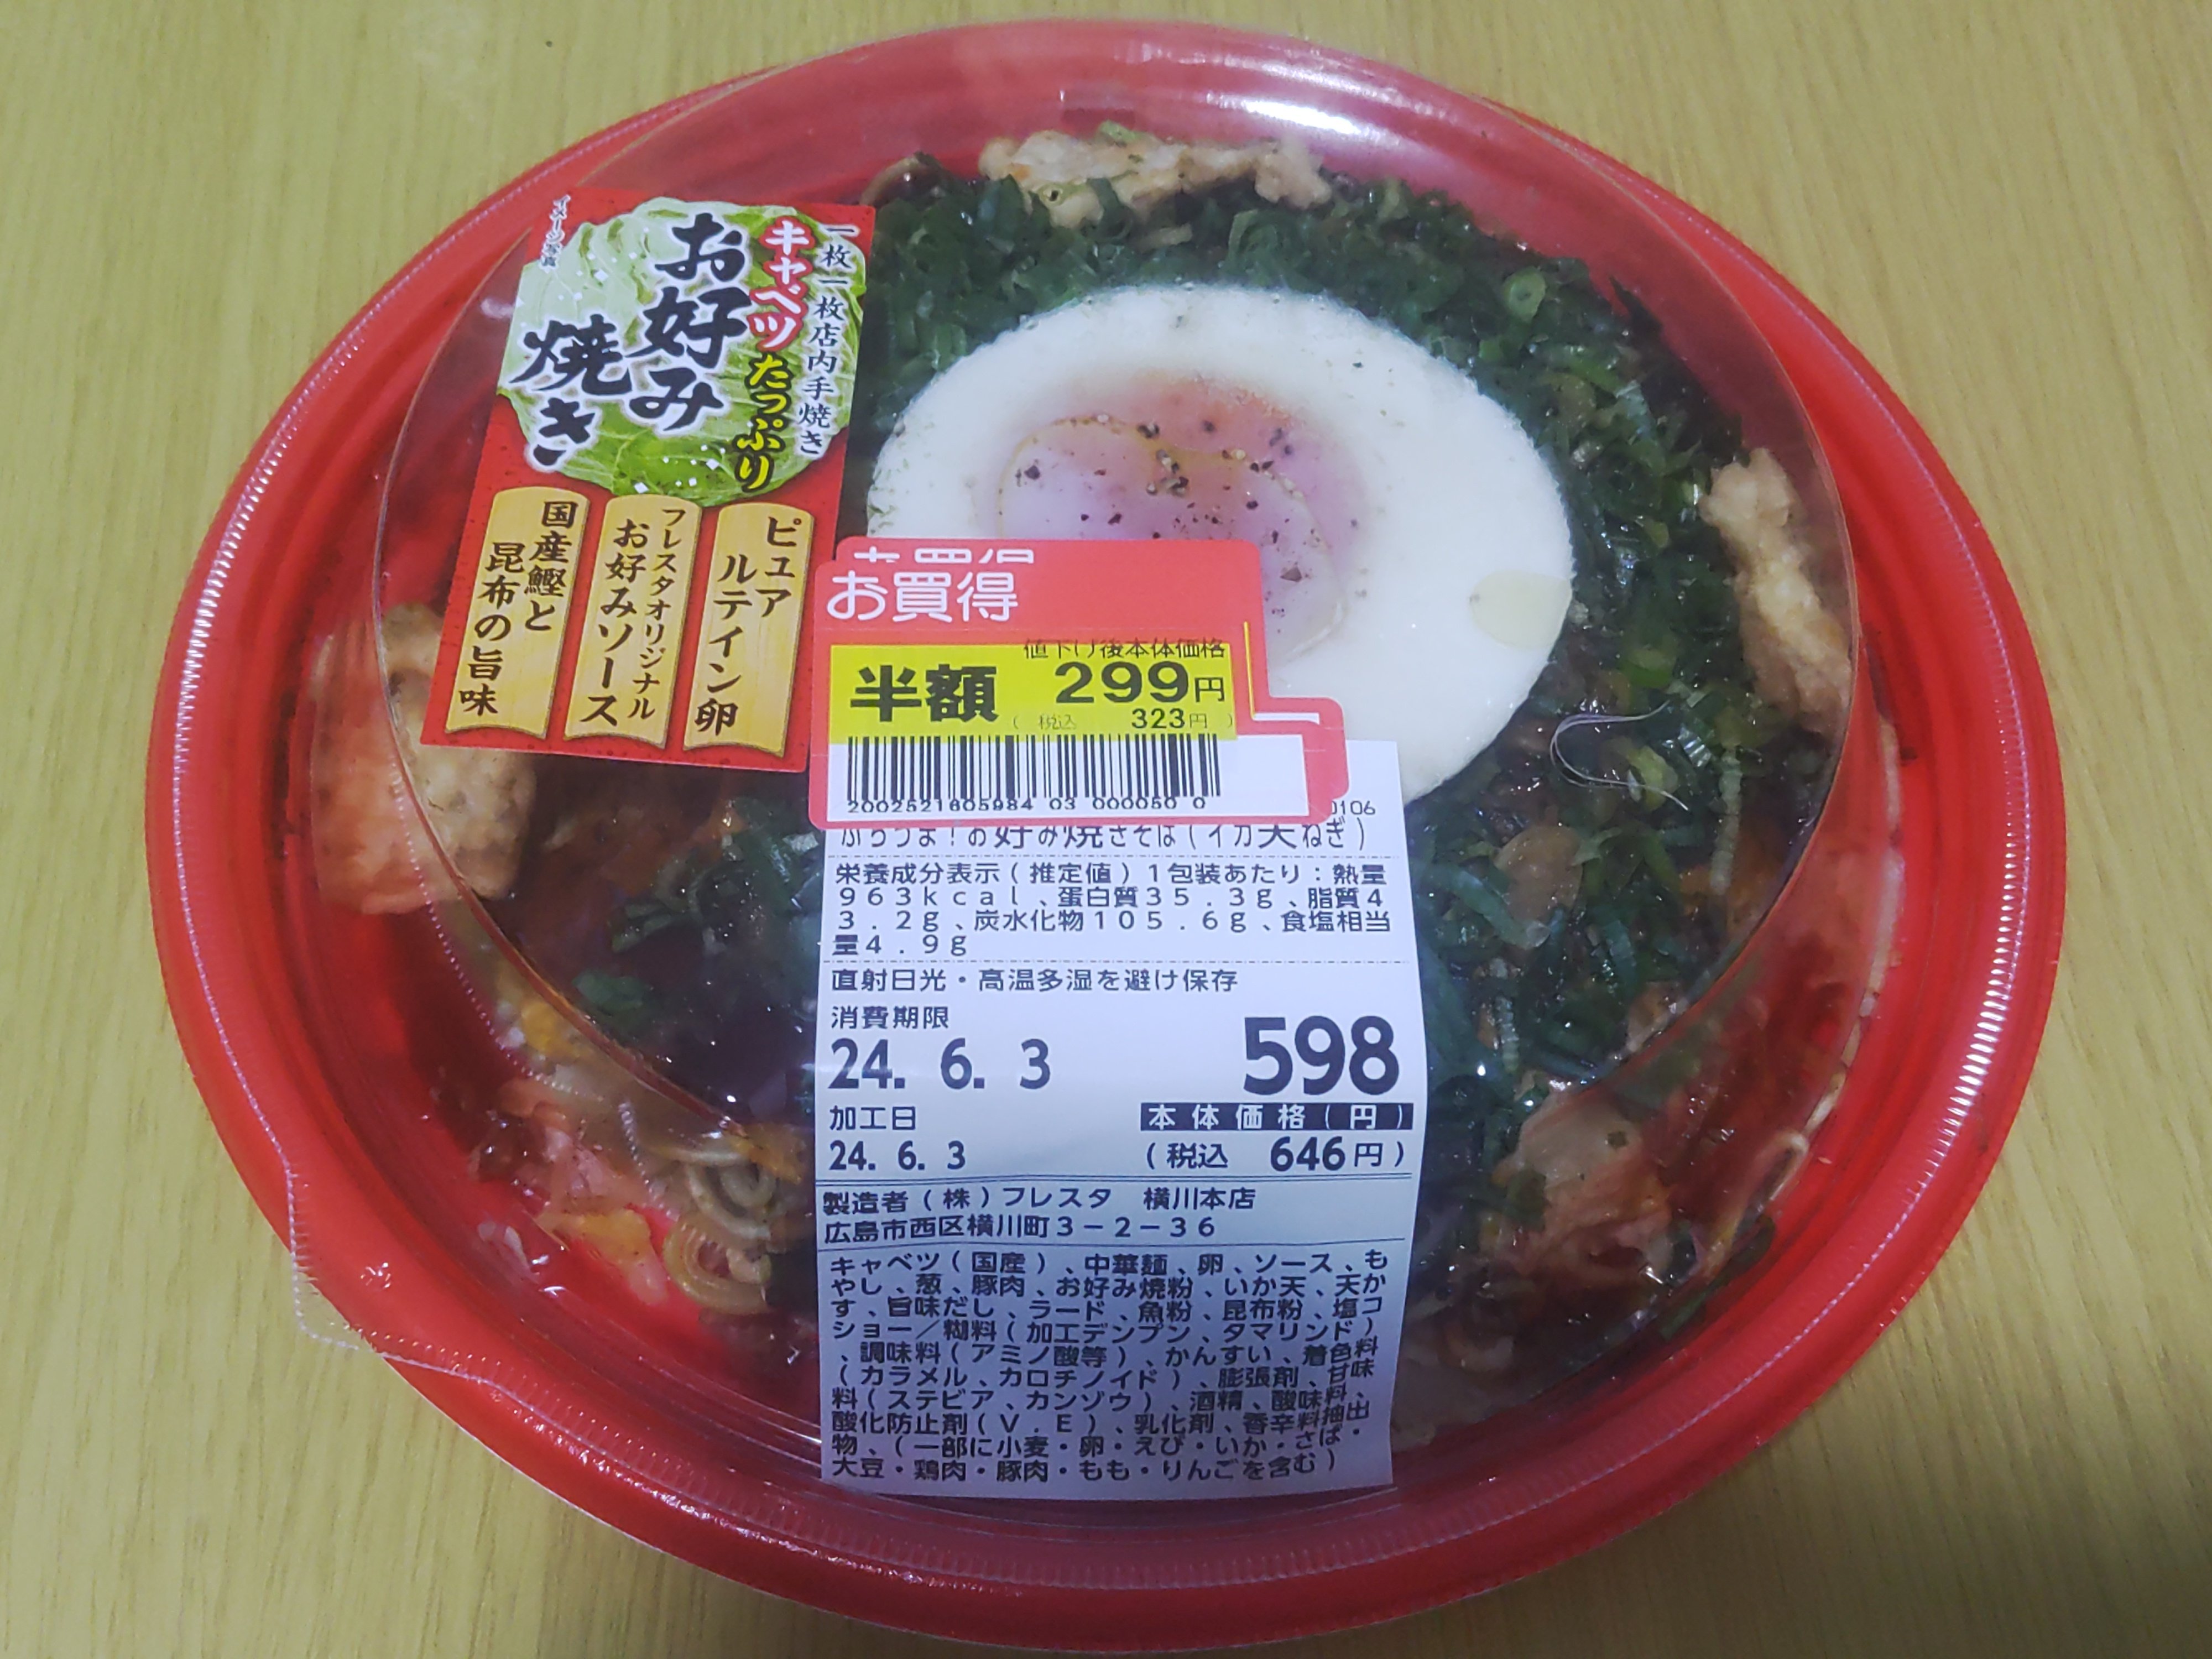 イメージ写真
一枚一枚店内手焼き
キャベツたっぷり
お好み
焼き
ピュア
ルテイン卵
フレスタオリジナル
お好みソース
国産鰹と
昆布の旨味
お買得
値下げ後本体価格
半額 299円
(税込 323円)
2002521605984 03 000050 0
0106
ぶちうま!お好み焼きそば(イカ天ねぎ)
栄養成分表示(推定値)1包装あたり:熱量
963kcal、蛋白質35.3g、脂質4
3.2g、炭水化物105.6g、食塩相当
量4.9g
直射日光・高温多湿を避け保存
消費期限
24. 6. 3 598
加工日 本体価格(円)
24. 6. 3 (税込 646円)
製造者(株)フレスタ 横川本店
広島市西区横川町3-2-36
キャベツ(国産)、中華麺、卵、ソース、も
やし、葱、豚肉、お好み焼粉、いか天、天か
す、旨味だし、ラード、魚粉、昆布粉、塩コ
ショー/糊料(加工デンプン、タマリンド)
、調味料(アミノ酸等)、かんすい、着色料
(カラメル、カロチノイド)、膨張剤、甘味
料(ステビア、カンゾウ)、酒精、酸味料、
酸化防止剤(V.E)、乳化剤、香辛料抽出
物、(一部に小麦・卵・えび・いか・さば・
大豆・鶏肉・豚肉・もも・りんごを含む)